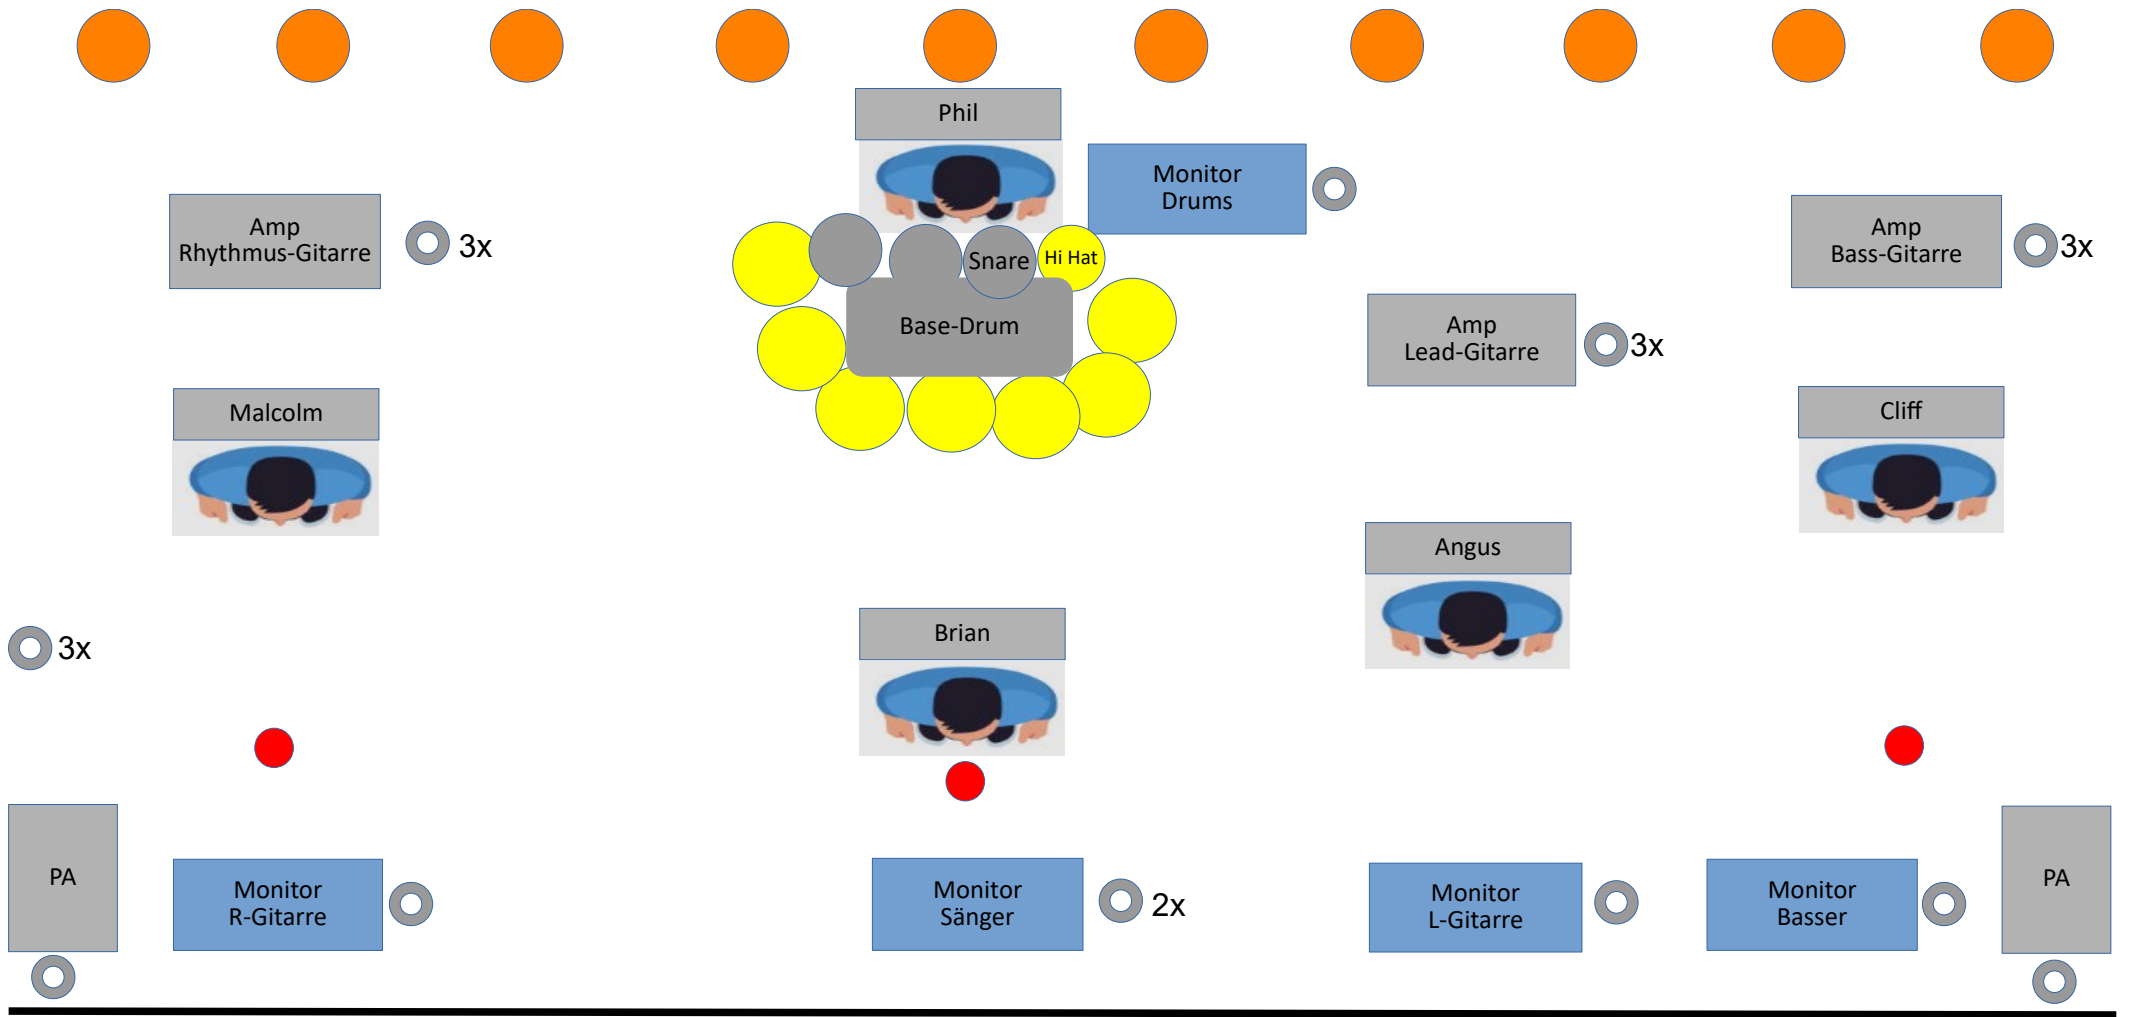 Phil
Monitor
Drums
Amp
Rhythmus-Gitarre
3x
Snare
Hi Hat
Amp
Bass-Gitarre
3x
Base-Drum
Amp
Lead-Gitarre
3x
Malcolm
Cliff
Angus
Brian
3x
PA
Monitor
R-Gitarre
Monitor
Sänger
2x
Monitor
L-Gitarre
Monitor
Basser
PA